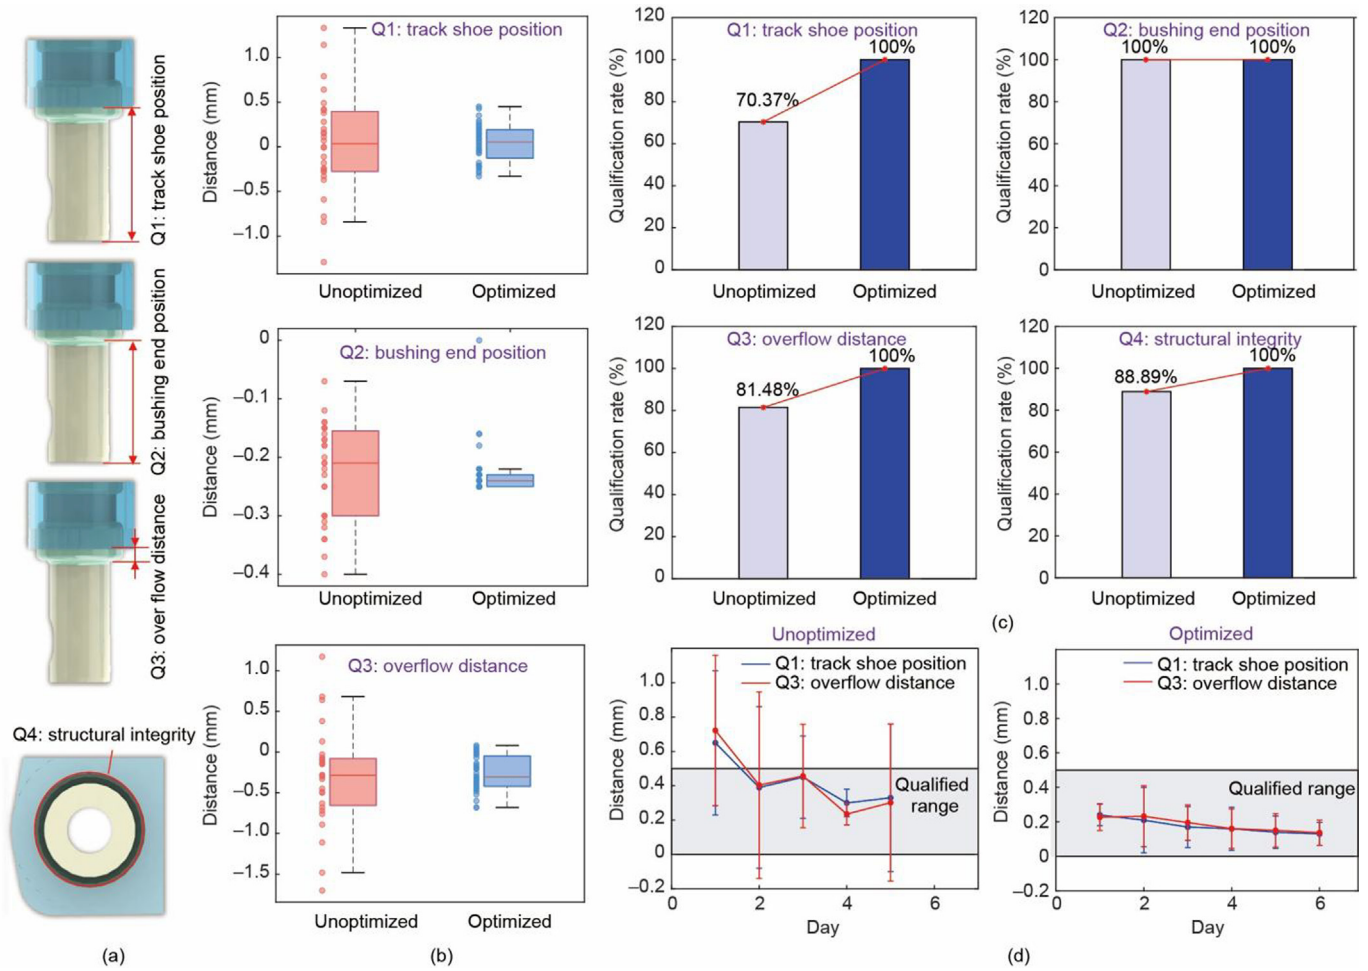 Q1: track shoe position
Q2: bushing end position
Q3: over flow distance
Q4: structural integrity
(a)
Q1: track shoe position
Distance (mm)
1.0
0.5
0
–0.5
–1.0
Unoptimized
Optimized
Q2: bushing end position
Distance (mm)
0
–0.1
–0.2
–0.3
–0.4
Unoptimized
Optimized
Q3: overflow distance
Distance (mm)
1.0
0.5
0
–0.5
–1.0
–1.5
Unoptimized
Optimized
(b)
Q1: track shoe position
Qualification rate (%)
120
100
80
60
40
20
0
70.37%
100%
Unoptimized
Optimized
Q2: bushing end position
Qualification rate (%)
120
100
80
60
40
20
0
100%
100%
Unoptimized
Optimized
Q3: overflow distance
Qualification rate (%)
120
100
80
60
40
20
0
81.48%
100%
Unoptimized
Optimized
Q4: structural integrity
Qualification rate (%)
120
100
80
60
40
20
0
88.89%
100%
Unoptimized
Optimized
(c)
Unoptimized
Q1: track shoe position
Q3: overflow distance
Distance (mm)
1.0
0.8
0.6
0.4
0.2
0
–0.2
Qualified
range
0
2
4
6
Day
Optimized
Q1: track shoe position
Q3: overflow distance
Distance (mm)
1.0
0.8
0.6
0.4
0.2
0
–0.2
Qualified range
0
2
4
6
Day
(d)